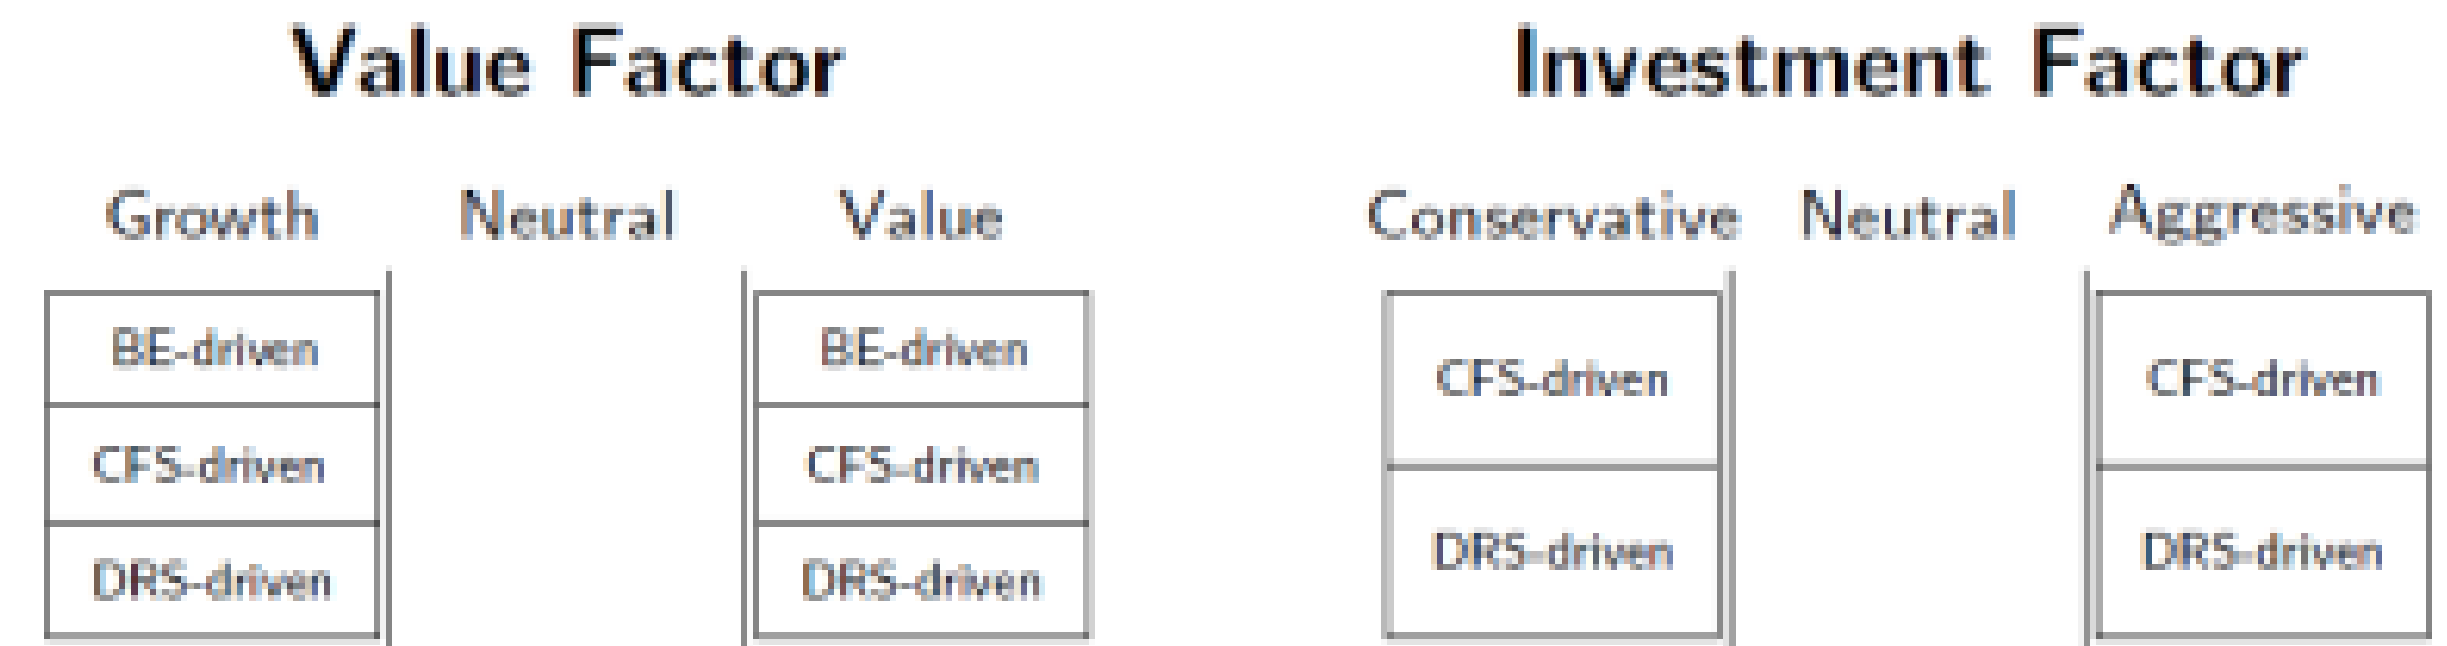 Value Factor
Growth Neutral Value
BE-driven BE-driven
CFS-driven CFS-driven
DRS-driven DRS-driven
Investment Factor
Conservative Neutral Aggressive
CFS-driven CFS-driven
DRS-driven DRS-driven